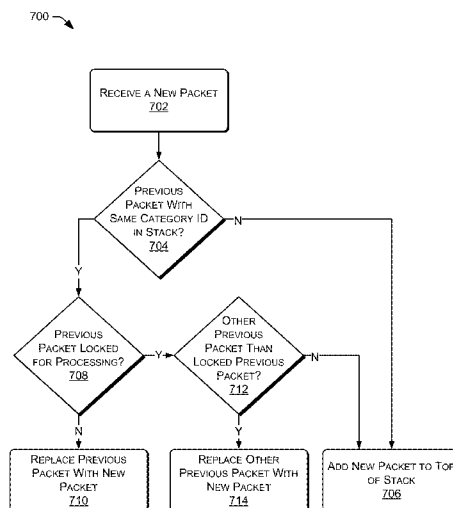 700
RECEIVE A NEW PACKET
702
PREVIOUS
PACKET WITH
SAME CATEGORY ID
IN STACK?
704
N
Y
PREVIOUS
PACKET LOCKED
FOR PROCESSING?
708
Y
OTHER
PREVIOUS
PACKET THAN
LOCKED PREVIOUS
PACKET?
712
N
N
Y
REPLACE PREVIOUS
PACKET WITH NEW
PACKET
710
REPLACE OTHER
PREVIOUS PACKET WITH
NEW PACKET
714
ADD NEW PACKET TO TOP
OF STACK
706